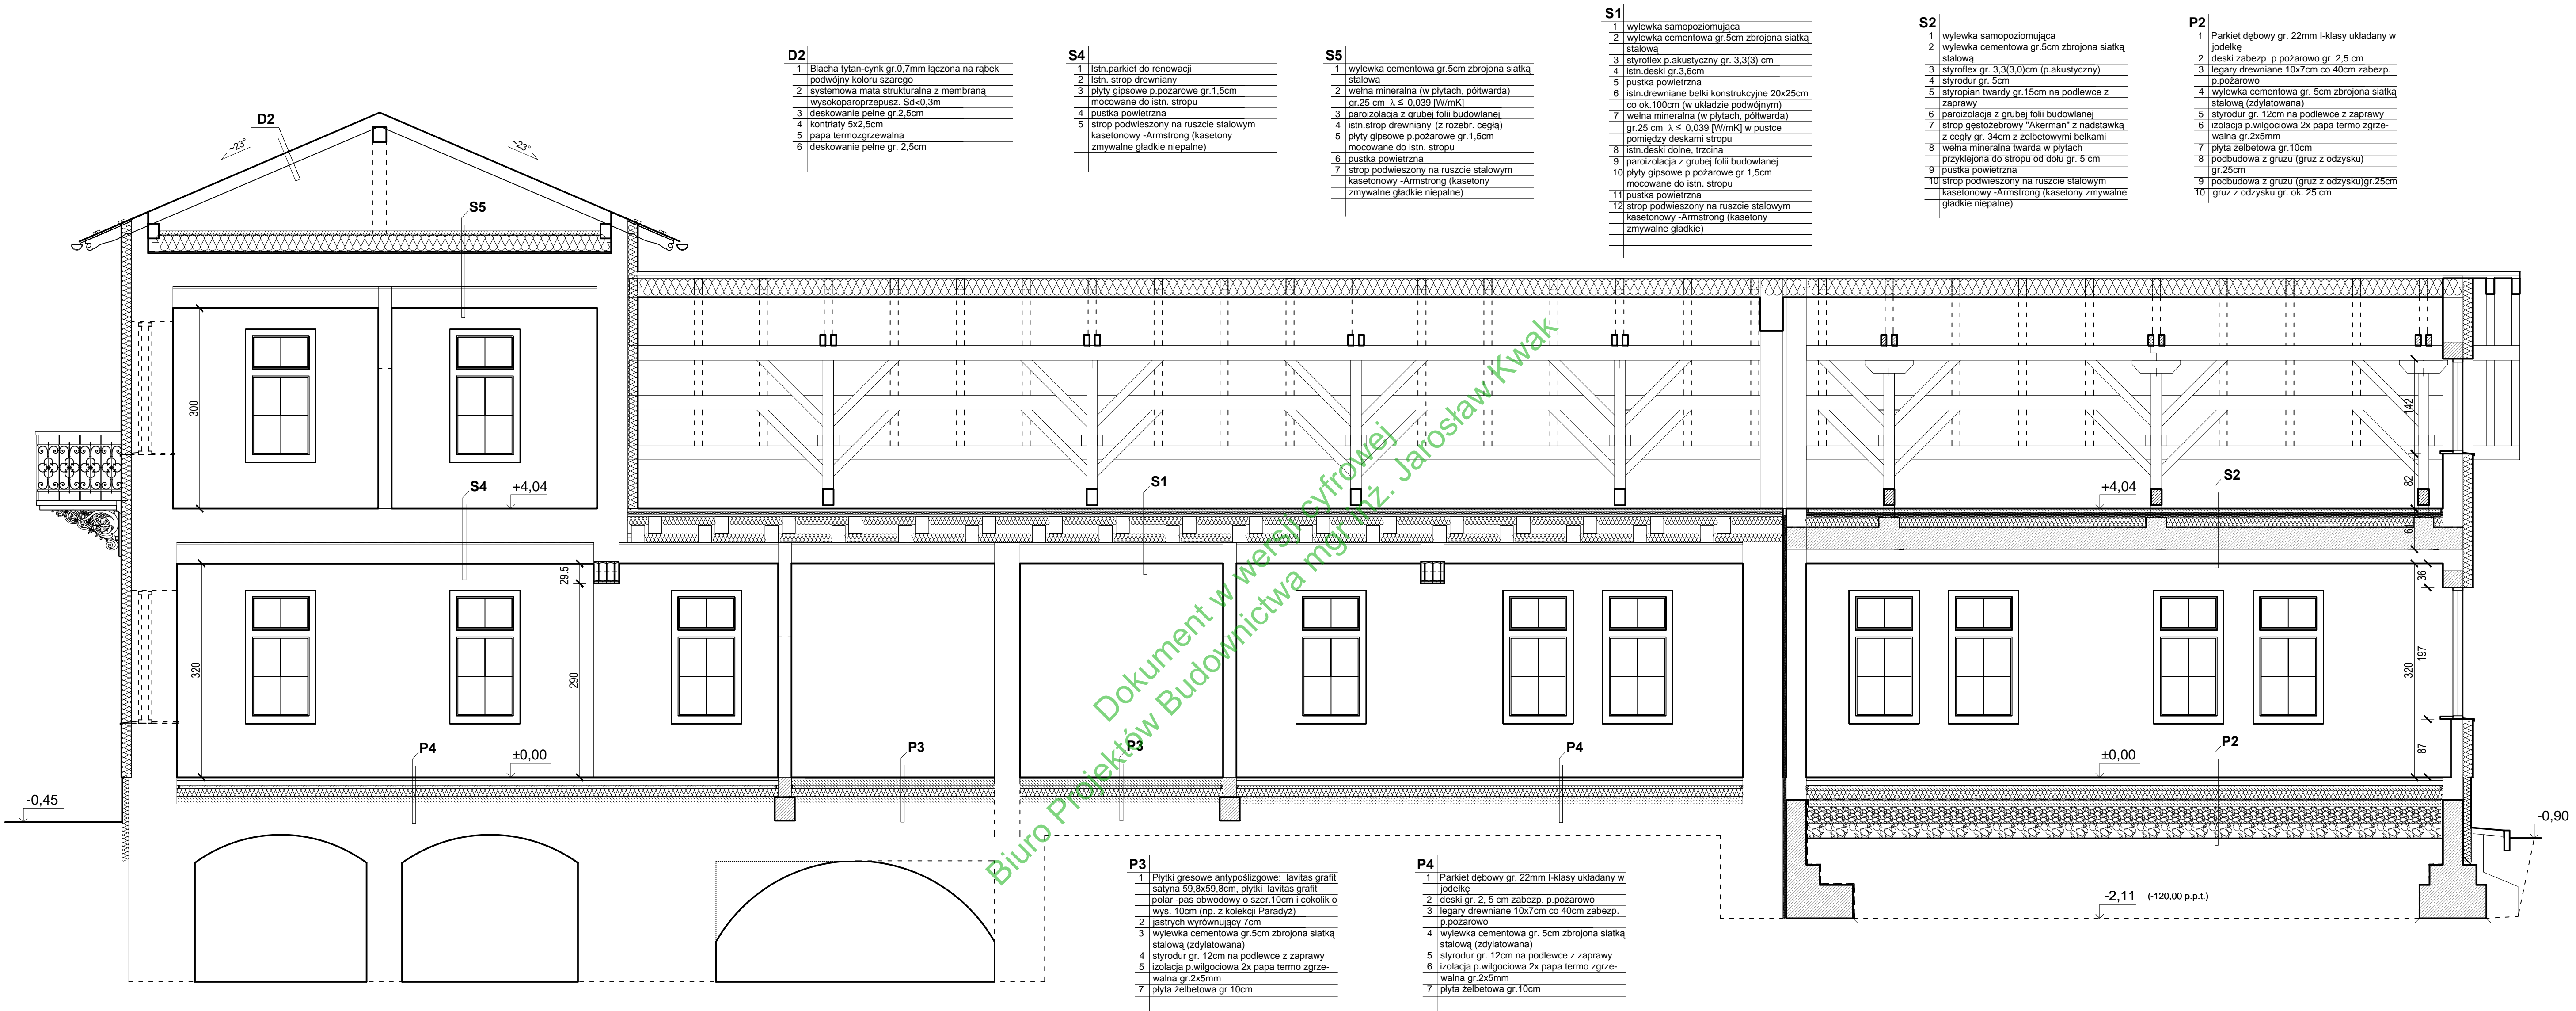 D2
1 Blacha tytan-cynk gr.0,7mm łączona na rąbek
podwójny koloru szarego
2 systemowa mata strukturalna z membraną
wysokoparoprzepusz. Sd<0,3m
3 deskowanie pełne gr.2,5cm
4 kontrłaty 5x2,5cm
5 papa termozgrzewalna
6 deskowanie pełne gr. 2,5cm
S4
1 Istn.parkiet do renowacji
2 Istn. strop drewniany
3 płyty gipsowe p.pożarowe gr.1,5cm
mocowane do istn. stropu
4 pustka powietrzna
5 strop podwieszony na ruszcie stalowym
kasetonowy -Armstrong (kasetony
zmywalne gładkie niepalne)
S5
1 wylewka cementowa gr.5cm zbrojona siatką
stalową
2 wełna mineralna (w płytach, półtwarda)
gr.25 cm λ ≤ 0,039 [W/mK]
3 paroizolacja z grubej folii budowlanej
4 istn.strop drewniany (z rozebr. cegłą)
5 płyty gipsowe p.pożarowe gr.1,5cm
mocowane do istn. stropu
6 pustka powietrzna
7 strop podwieszony na ruszcie stalowym
kasetonowy -Armstrong (kasetony
zmywalne gładkie niepalne)
S1
1 wylewka samopoziomująca
2 wylewka cementowa gr.5cm zbrojona siatką
stalową
3 styroflex p.akustyczny gr. 3,3(3) cm
4 istn.deski gr.3,6cm
5 pustka powietrzna
6 istn.drewniane belki konstrukcyjne 20x25cm
co ok.100cm (w układzie podwójnym)
7 wełna mineralna (w płytach, półtwarda)
gr.25 cm λ ≤ 0,039 [W/mK] w pustce
pomiędzy deskami stropu
8 istn.deski dolne, trzcina
9 paroizolacja z grubej folii budowlanej
10 płyty gipsowe p.pożarowe gr.1,5cm
mocowane do istn. stropu
11 pustka powietrzna
12 strop podwieszony na ruszcie stalowym
kasetonowy -Armstrong (kasetony
zmywalne gładkie)
S2
1 wylewka samopoziomująca
2 wylewka cementowa gr.5cm zbrojona siatką
stalową
3 styroflex gr. 3,3(3,0)cm (p.akustyczny)
4 styrodur gr. 5cm
5 styropian twardy gr.15cm na podlewce z
zaprawy
6 paroizolacja z grubej folii budowlanej
7 strop gęstożebrowy "Akerman" z nadstawką
z cegły gr. 34cm z żelbetowymi belkami
8 wełna mineralna twarda w płytach
przyklejona do stropu od dołu gr. 5 cm
9 pustka powietrzna
10 strop podwieszony na ruszcie stalowym
kasetonowy -Armstrong (kasetony zmywalne
gładkie niepalne)
P2
1 Parkiet dębowy gr. 22mm I-klasy układany w
jodełkę
2 deski zabezp. p.pożarowo gr. 2,5 cm
3 legary drewniane 10x7cm co 40cm zabezp.
p.pożarowo
4 wylewka cementowa gr. 5cm zbrojona siatką
stalową (zdylatowana)
5 styrodur gr. 12cm na podlewce z zaprawy
6 izolacja p.wilgociowa 2x papa termo zgrze-
walna gr.2x5mm
7 płyta żelbetowa gr.10cm
8 podbudowa z gruzu (gruz z odzysku)
gr.25cm
9 podbudowa z gruzu (gruz z odzysku)gr.25cm
10 gruz z odzysku gr. ok. 25 cm
D2
~23°
~23°
S5
300
S4
+4,04
S1
+4,04
S2
142
82
61
29.5
36
320
290
320
197
87
P4
±0,00
P3
P3
P4
±0,00
P2
-0,45
-0,90
-2,11 (-120,00 p.p.t.)
Dokument w wersji cyfrowej
Biuro Projektów Budownictwa mgr inż. Jarosław Kwak
P3
1 Płytki gresowe antypoślizgowe: lavitas grafit
satyna 59,8x59,8cm, płytki lavitas grafit
polar -pas obwodowy o szer.10cm i cokolik o
wys. 10cm (np. z kolekcji Paradyż)
2 jastrych wyrównujący 7cm
3 wylewka cementowa gr.5cm zbrojona siatką
stalową (zdylatowana)
4 styrodur gr. 12cm na podlewce z zaprawy
5 izolacja p.wilgociowa 2x papa termo zgrze-
walna gr.2x5mm
7 płyta żelbetowa gr.10cm
P4
1 Parkiet dębowy gr. 22mm I-klasy układany w
jodełkę
2 deski gr. 2, 5 cm zabezp. p.pożarowo
3 legary drewniane 10x7cm co 40cm zabezp.
p.pożarowo
4 wylewka cementowa gr. 5cm zbrojona siatką
stalową (zdylatowana)
5 styrodur gr. 12cm na podlewce z zaprawy
6 izolacja p.wilgociowa 2x papa termo zgrze-
walna gr.2x5mm
7 płyta żelbetowa gr.10cm